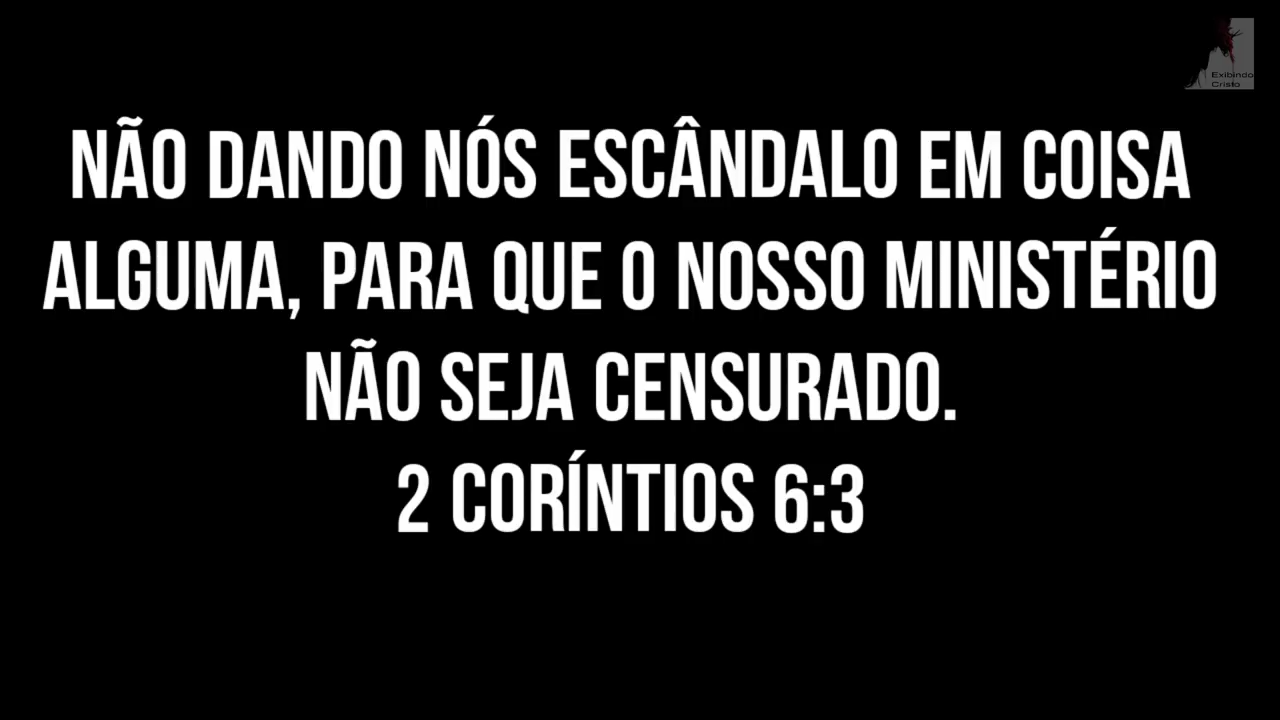 Exibindo
Cristo
NÃO DANDO NÓS ESCÂNDALO EM COISA
ALGUMA, PARA QUE O NOSSO MINISTÉRIO
NÃO SEJA CENSURADO.
2 CORÍNTIOS 6:3